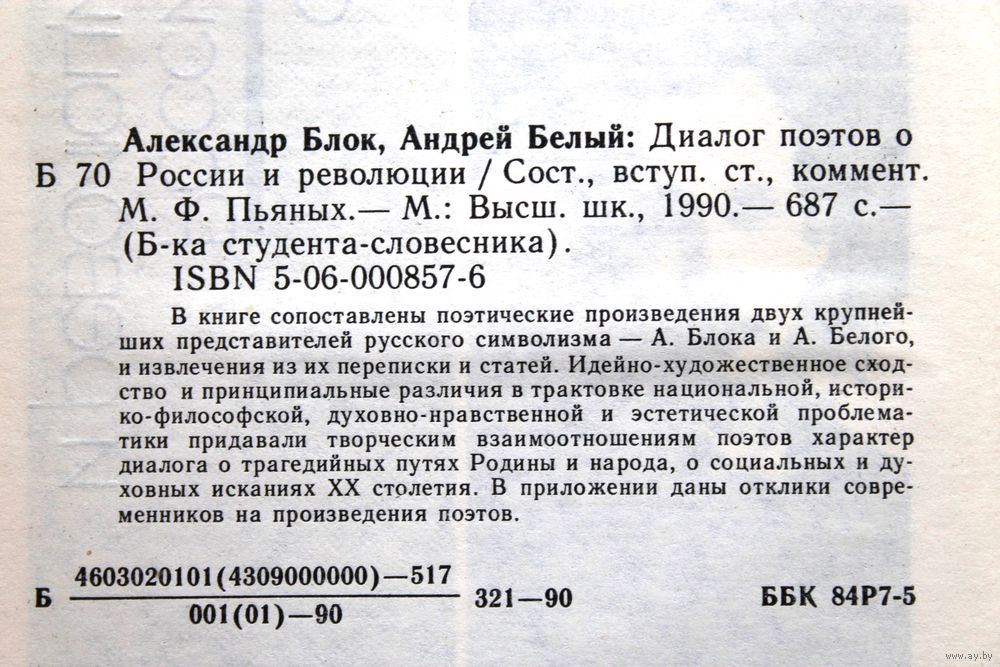 Александр Блок, Андрей Белый: Диалог поэтов о
Б 70 России и революции / Сост., вступ. ст., коммент.
М. Ф. Пьяных.— М.: Высш. шк., 1990.— 687 с.—
(Б-ка студента-словесника).
ISBN 5-06-000857-6
В книге сопоставлены поэтические произведения двух крупней-
ших представителей русского символизма — А. Блока и А. Белого,
и извлечения из их переписки и статей. Идейно-художественное сход-
ство и принципиальные различия в трактовке национальной, истори-
ко-философской, духовно-нравственной и эстетической проблема-
тики придавали творческим взаимоотношениям поэтов характер
диалога о трагедийных путях Родины и народа, о социальных и ду-
ховных исканиях XX столетия. В приложении даны отклики совре-
менников на произведения поэтов.
4603020101(4309000000)—517
Б 321—90 ББК 84Р7-5
001(01)—90
www.ay.by